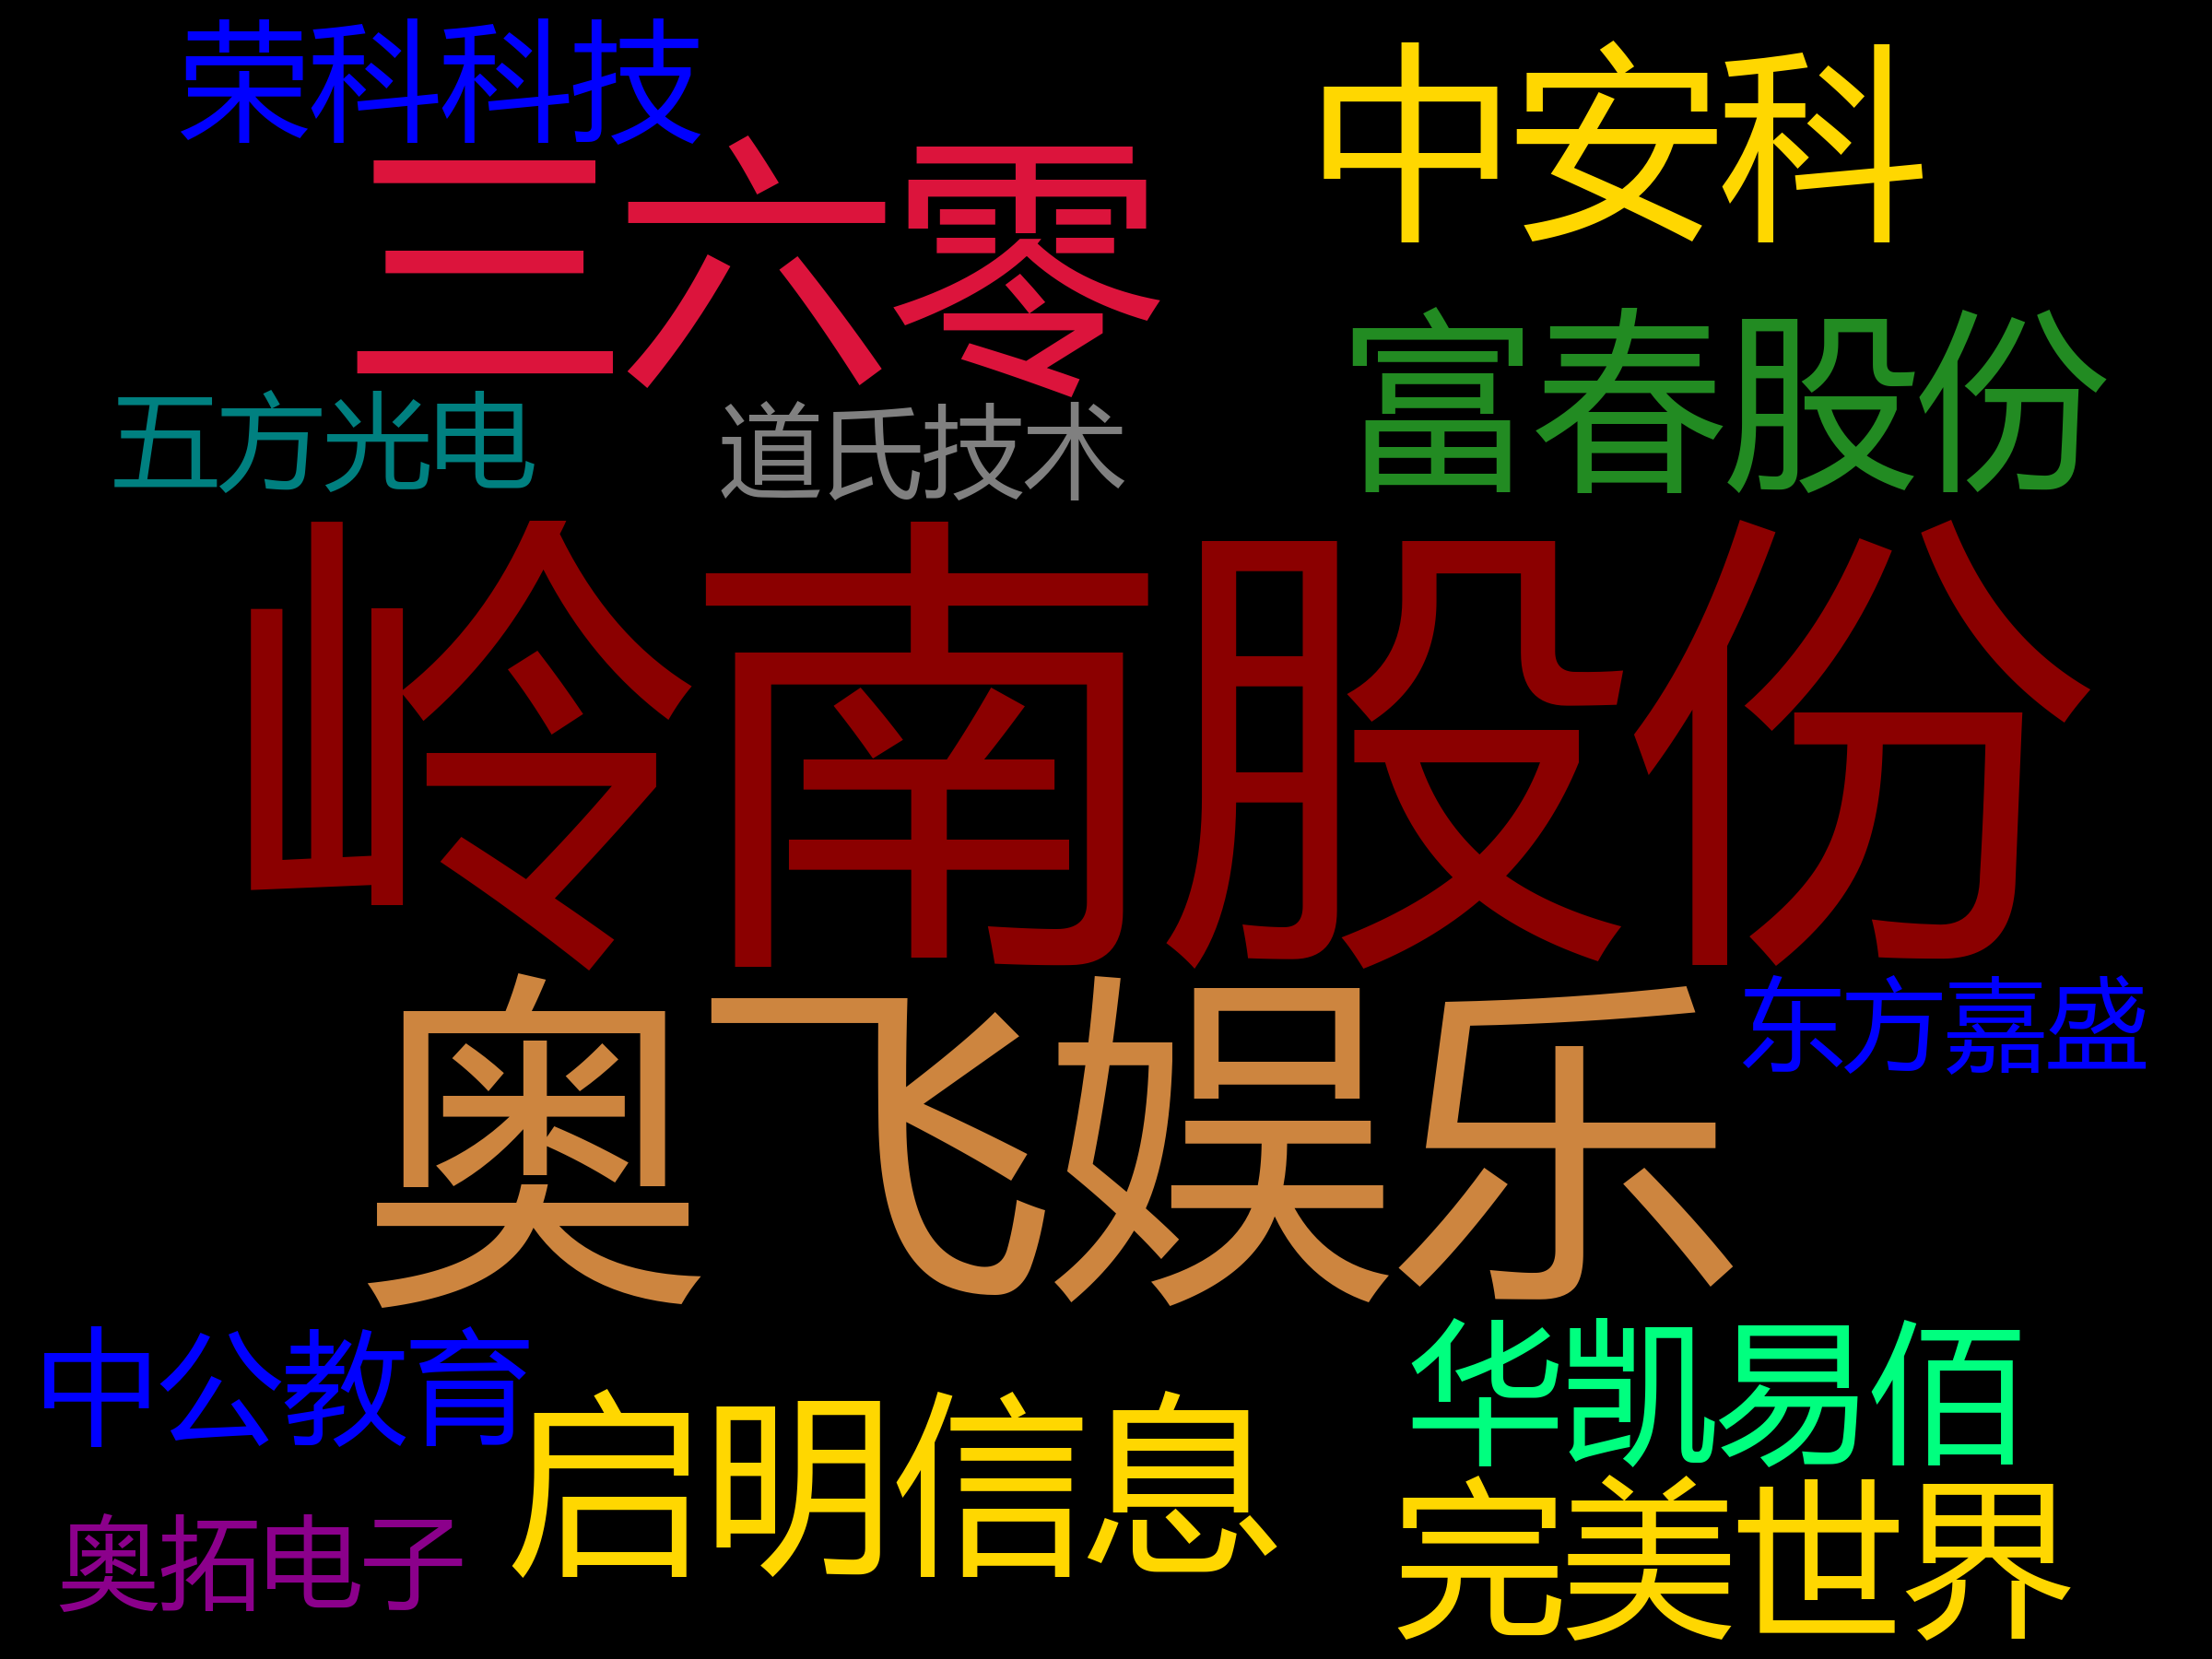 荣科科技
中安科
三六零
富春股份
五方光电
道氏技术
岭南股份
奥飞娱乐
东方嘉盛
中公教育
华凯易佰
启明信息
完美世界
奥拓电子